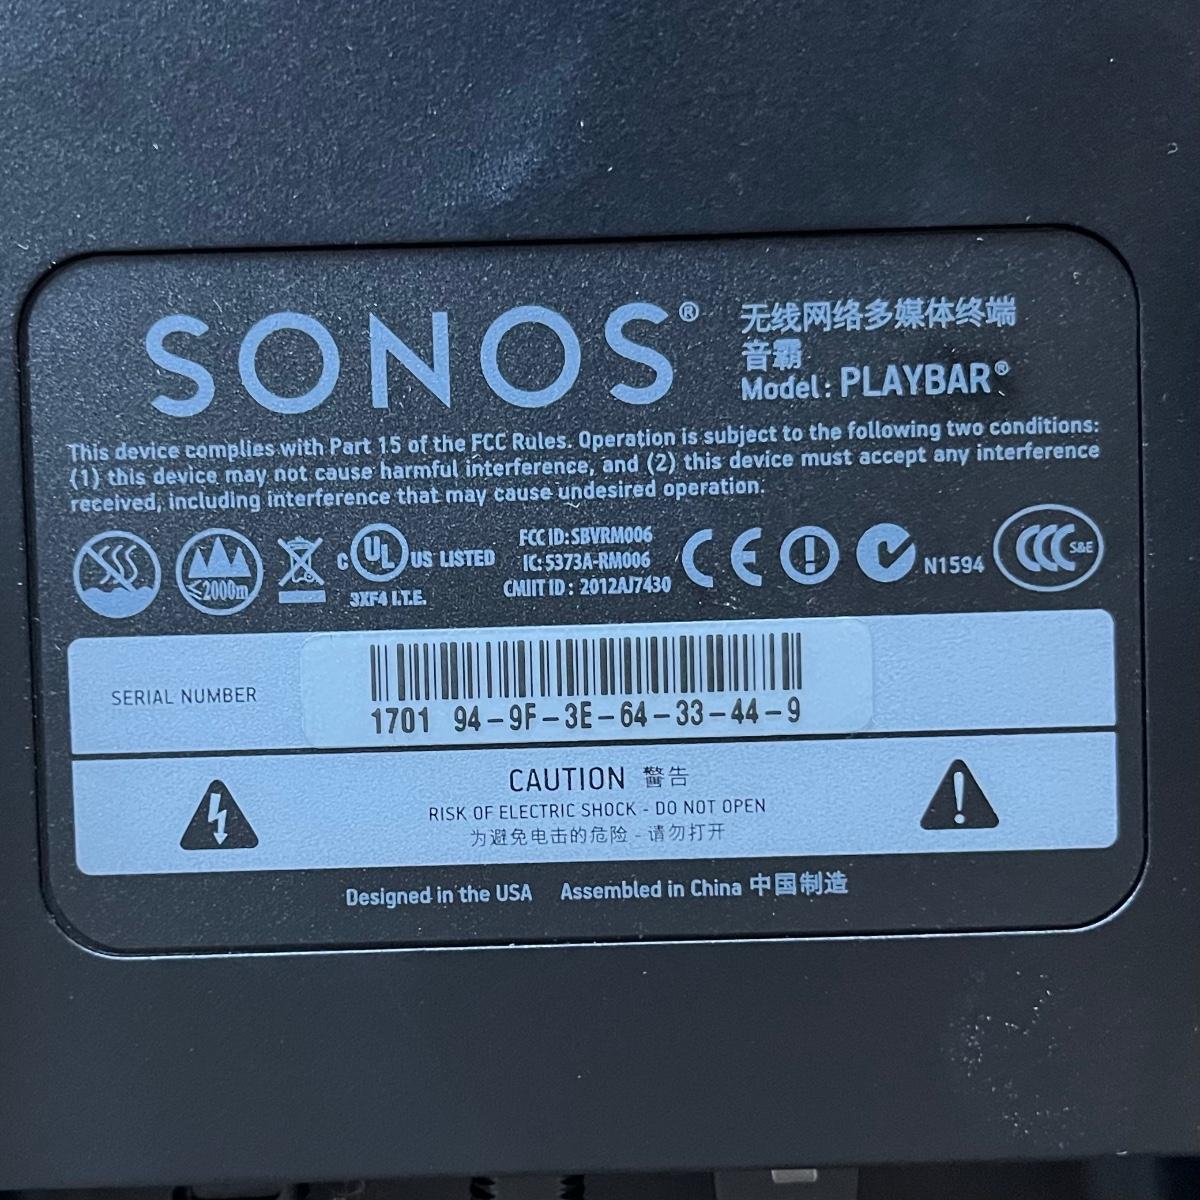 SONOS®
无线网络多媒体终端
音霸
Model: PLAYBAR®
This device complies with Part 15 of the FCC Rules. Operation is subject to the following two conditions:
(1) this device may not cause harmful interference, and (2) this device must accept any interference
received, including interference that may cause undesired operation.
≤2000m
C UL US LISTED
3XF4 I.T.E.
FCC ID: SBVRM006
IC: 5373A-RM006
CMIIT ID: 2012AJ7430
CE
N1594
CCC S&E
SERIAL NUMBER
1701 94-9F-3E-64-33-44-9
CAUTION 警告
RISK OF ELECTRIC SHOCK - DO NOT OPEN
为避免电击的危险 - 请勿打开
Designed in the USA Assembled in China 中国制造